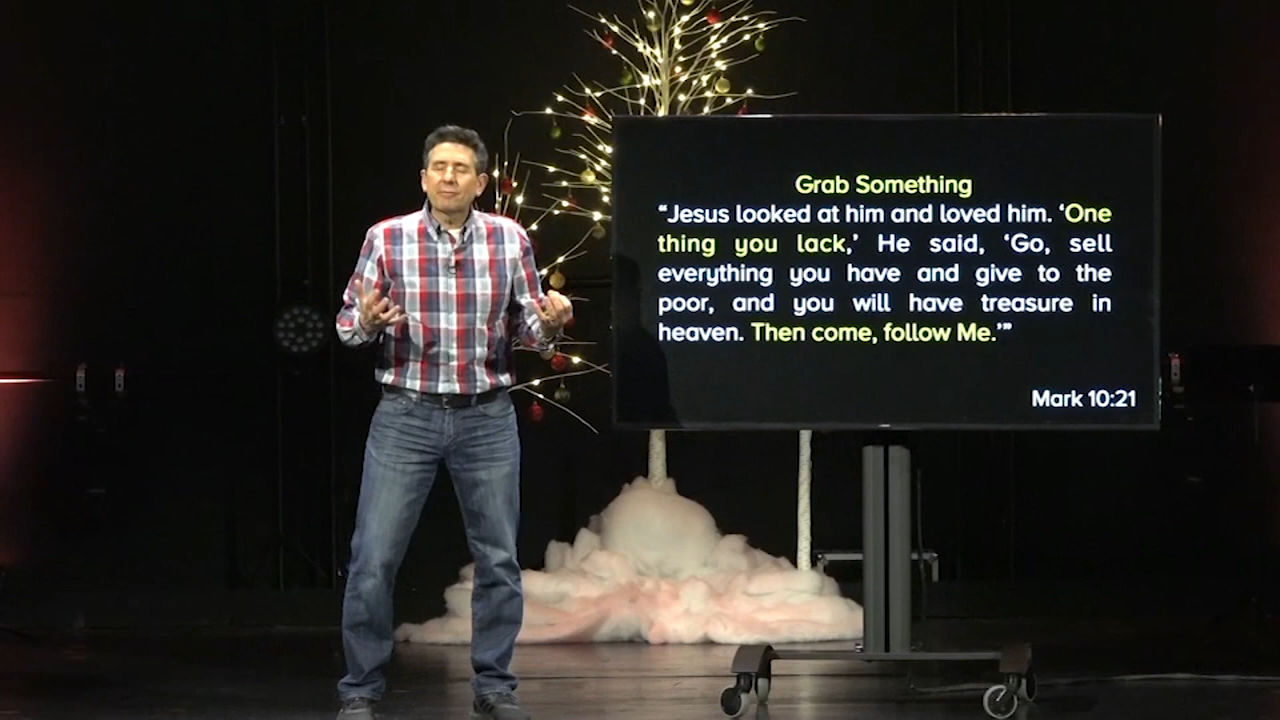 Grab Something
“Jesus looked at him and loved him. ‘One
thing you lack,’ He said, ‘Go, sell
everything you have and give to the
poor, and you will have treasure in
heaven. Then come, follow Me.’”
Mark 10:21